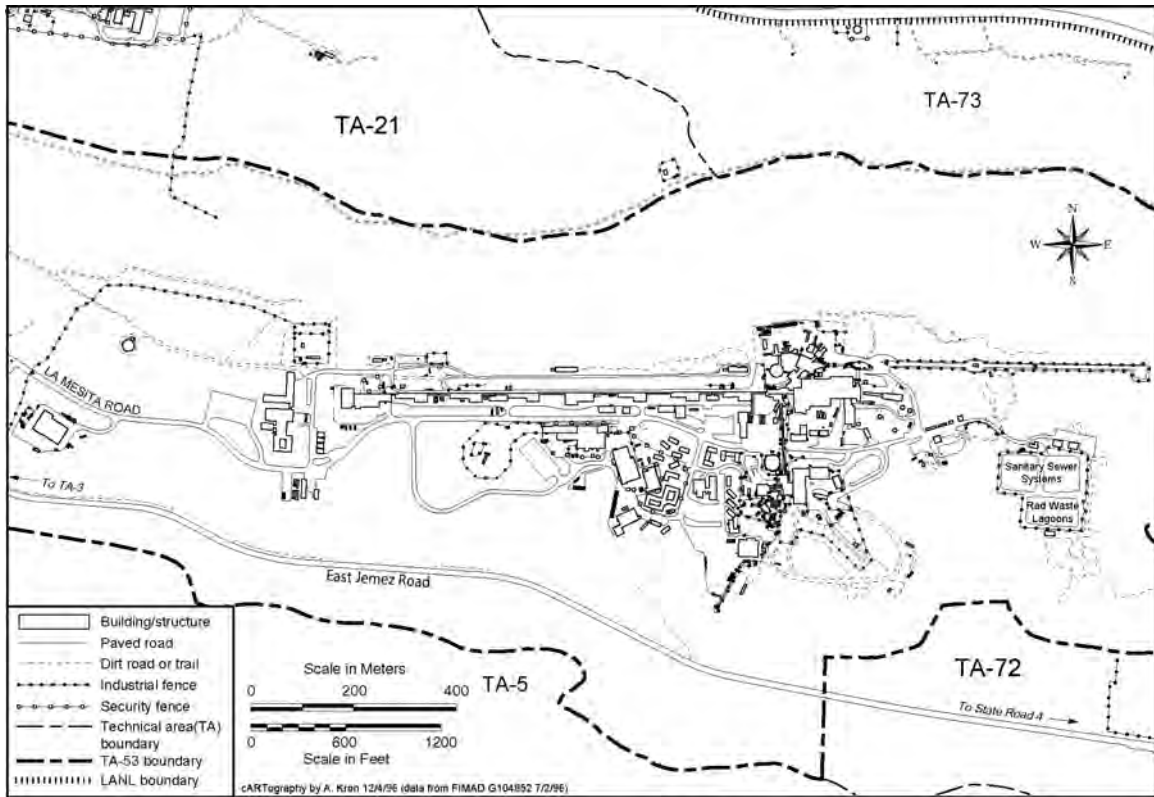 TA-21
TA-73
N
W E
S
LA MESITA ROAD
To TA-3
Sanitary Sewer
Systems
Rad Waste
Lagoons
East Jemez Road
TA-5
TA-72
To State Road 4
Building/structure
Paved road
Dirt road or trail
Industrial fence
Security fence
Technical area(TA)
boundary
TA-53 boundary
LANL boundary
Scale in Meters
0 200 400
0 600 1200
Scale in Feet
cARTography by A. Kron 12/4/96 (data from FIMAD G104852 7/2/96)